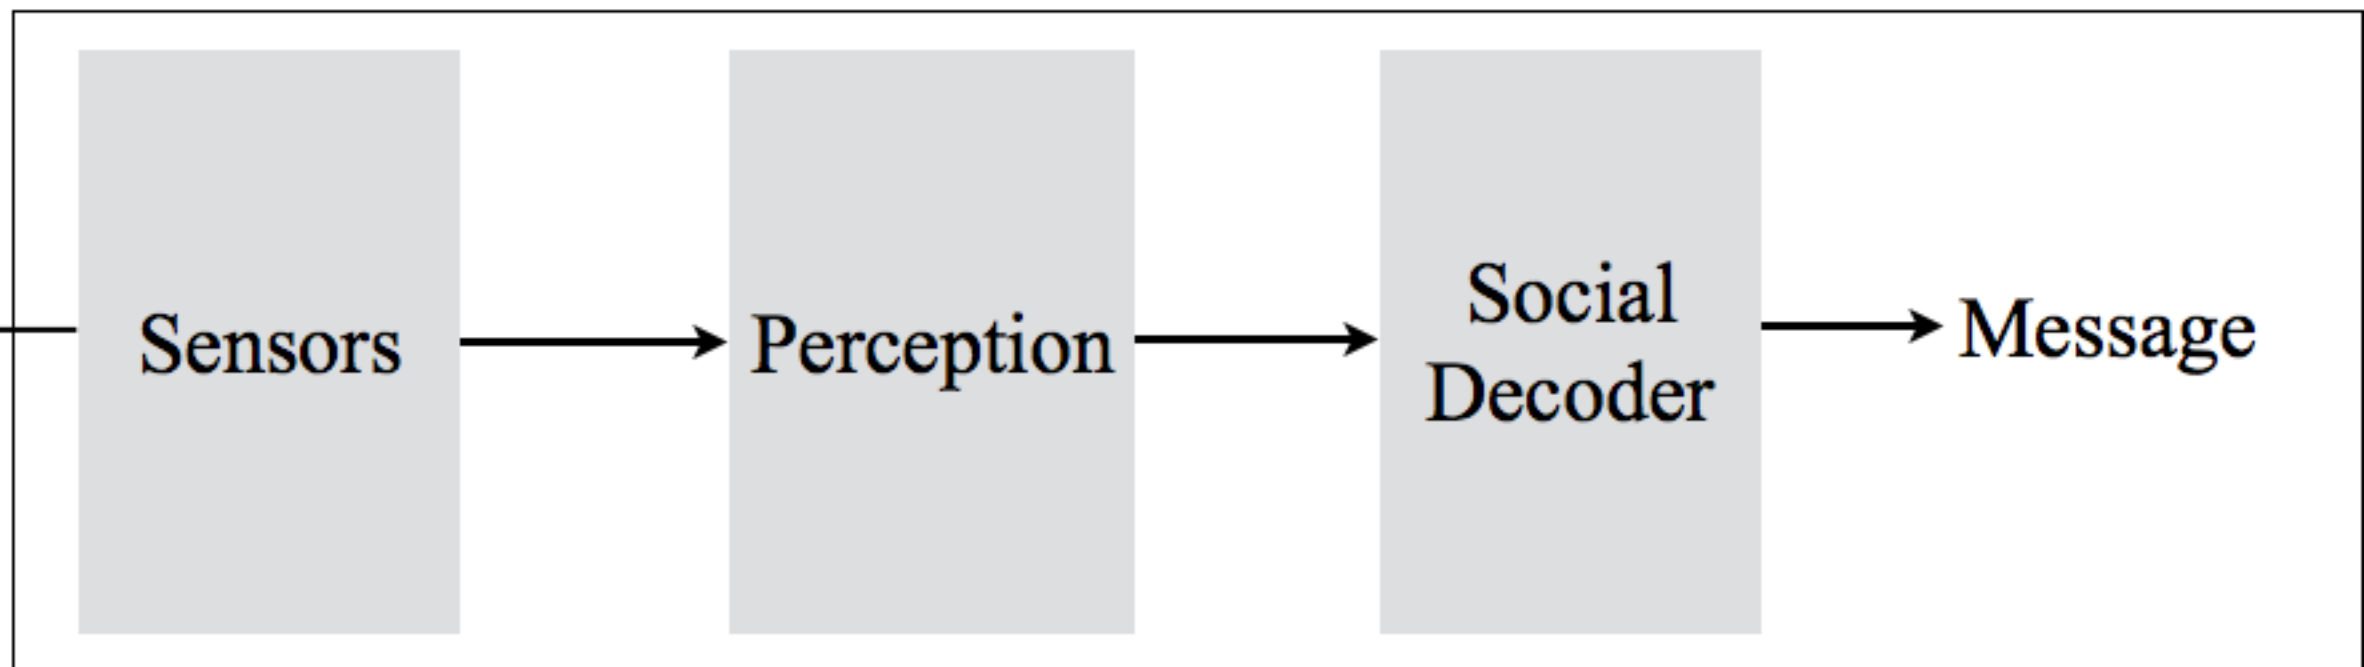 Sensors
Perception
Social
Decoder
Message